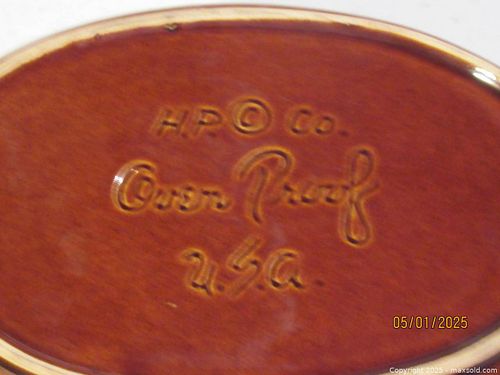 H.P. © Co.
Oven Proof
U.S.A.
05/01/2025
Copyright 2025 - maxsold.com